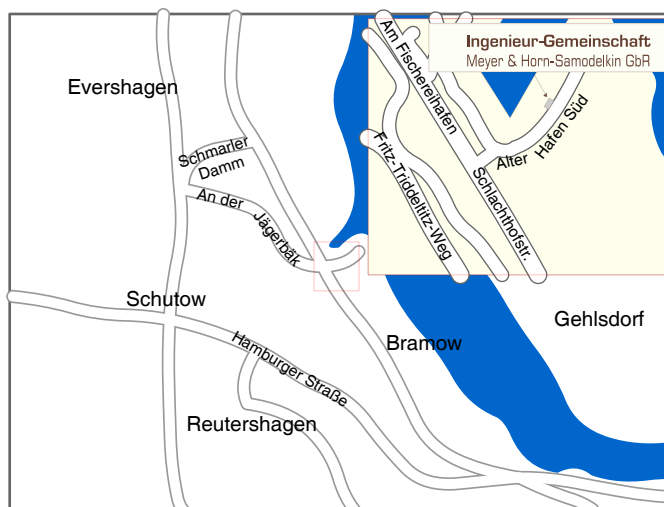 Ingenieur-Gemeinschaft
Meyer & Horn-Samodelkin GbR
Am Fischereihafen
Evershagen
Schmarler
Damm
An der
Jägerbäk
Fritz-Triddeltitz-Weg
Alter
Hafen Süd
Schlachthofstr.
Schutow
Gehlsdorf
Bramow
Hamburger Straße
Reutershagen